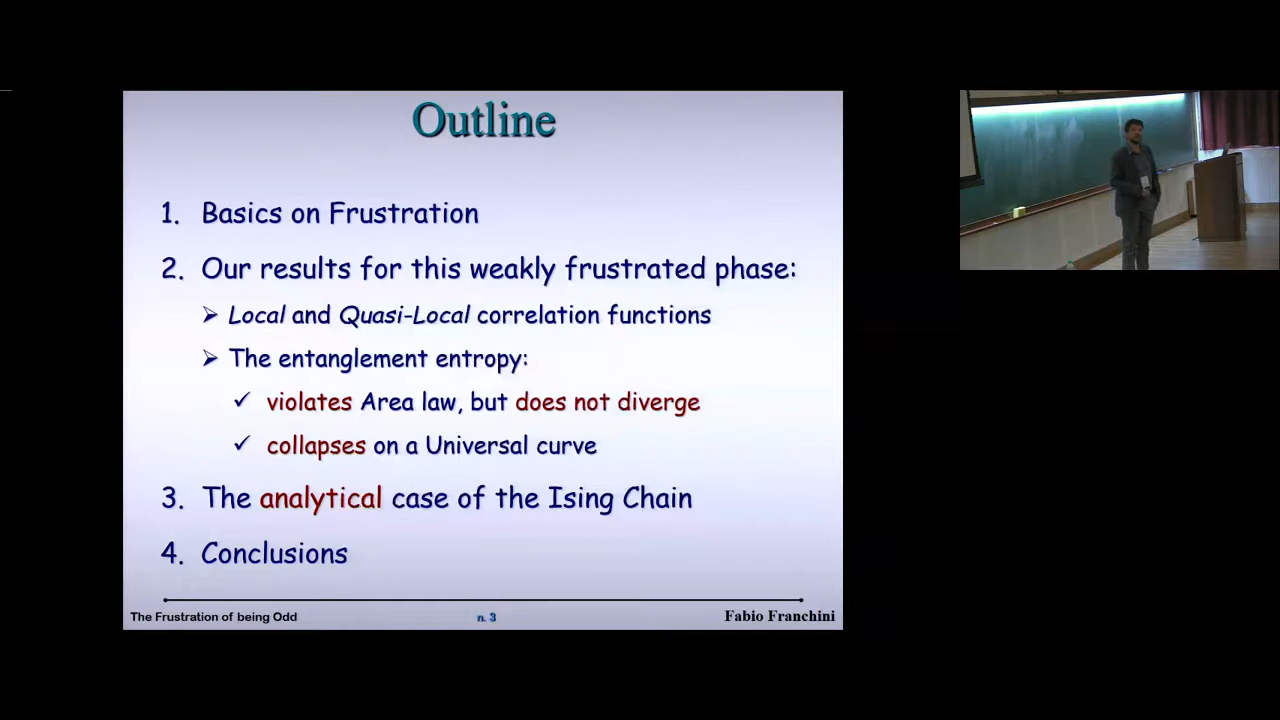 Outline
1. Basics on Frustration
2. Our results for this weakly frustrated phase:
➢ Local and Quasi-Local correlation functions
➢ The entanglement entropy:
✓ violates Area law, but does not diverge
✓ collapses on a Universal curve
3. The analytical case of the Ising Chain
4. Conclusions
The Frustration of being Odd
n. 3
Fabio Franchini